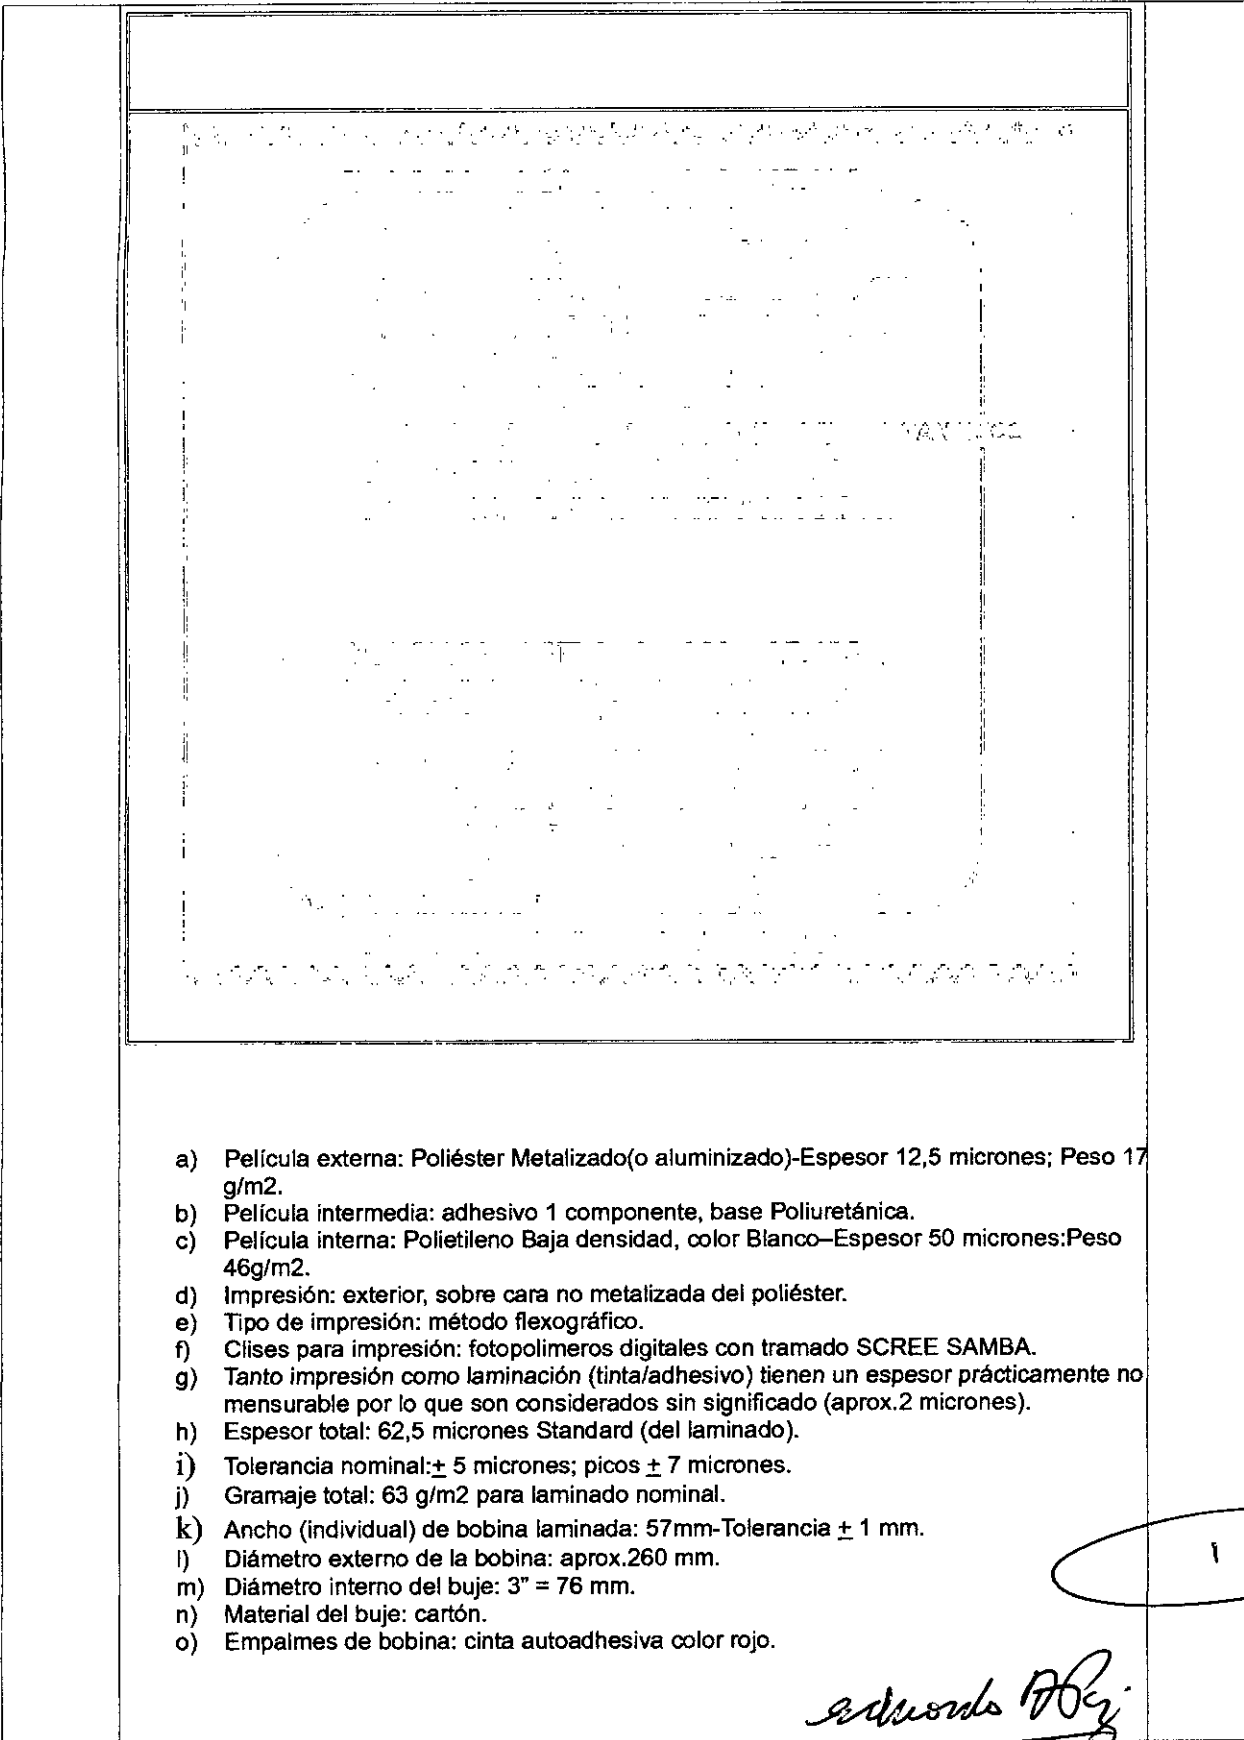 a) Película externa: Poliéster Metalizado(o aluminizado)-Espesor 12,5 micrones; Peso 17
g/m2.
b) Película intermedia: adhesivo 1 componente, base Poliuretánica.
c) Película interna: Polietileno Baja densidad, color Blanco–Espesor 50 micrones:Peso
46g/m2.
d) Impresión: exterior, sobre cara no metalizada del poliéster.
e) Tipo de impresión: método flexográfico.
f) Clises para impresión: fotopolimeros digitales con tramado SCREE SAMBA.
g) Tanto impresión como laminación (tinta/adhesivo) tienen un espesor prácticamente no
mensurable por lo que son considerados sin significado (aprox.2 micrones).
h) Espesor total: 62,5 micrones Standard (del laminado).
i) Tolerancia nominal:± 5 micrones; picos ± 7 micrones.
j) Gramaje total: 63 g/m2 para laminado nominal.
k) Ancho (individual) de bobina laminada: 57mm-Tolerancia ± 1 mm.
l) Diámetro externo de la bobina: aprox.260 mm.
m) Diámetro interno del buje: 3" = 76 mm.
n) Material del buje: cartón.
o) Empalmes de bobina: cinta autoadhesiva color rojo.